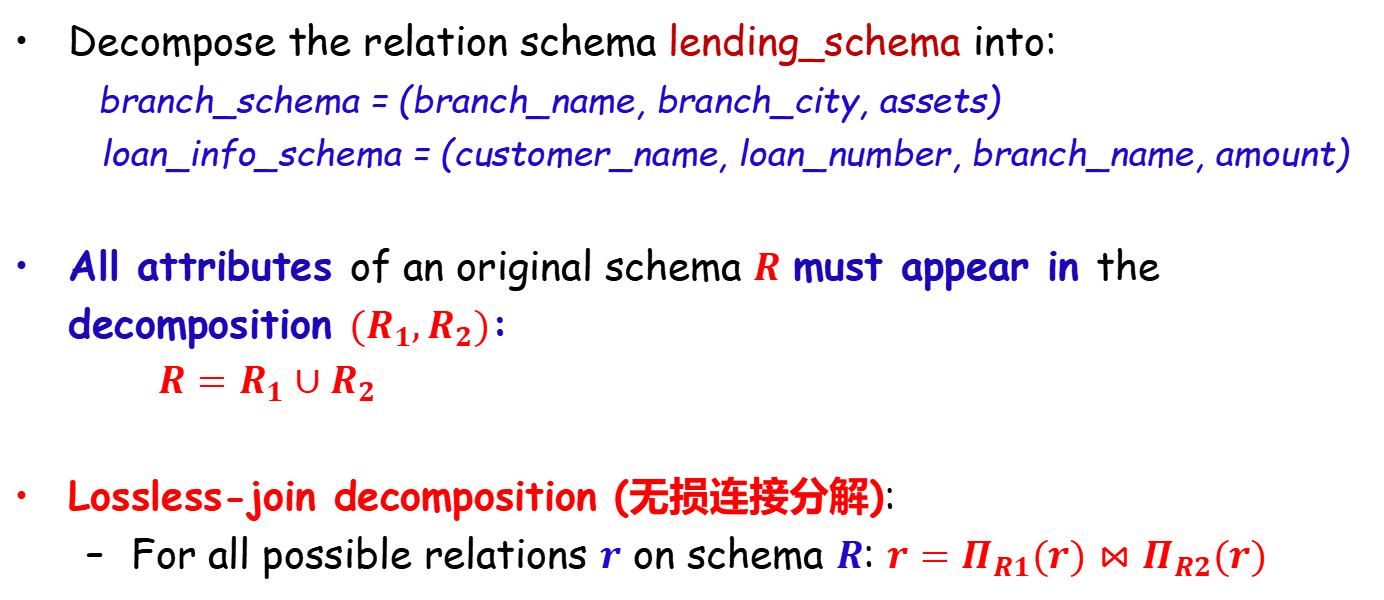 • Decompose the relation schema lending_schema into:
branch_schema = (branch_name, branch_city, assets)
loan_info_schema = (customer_name, loan_number, branch_name, amount)
• All attributes of an original schema R must appear in the
decomposition (R₁, R₂):
R = R₁ ∪ R₂
• Lossless-join decomposition (无损连接分解):
– For all possible relations r on schema R: r = Π_R1(r) ⋈ Π_R2(r)